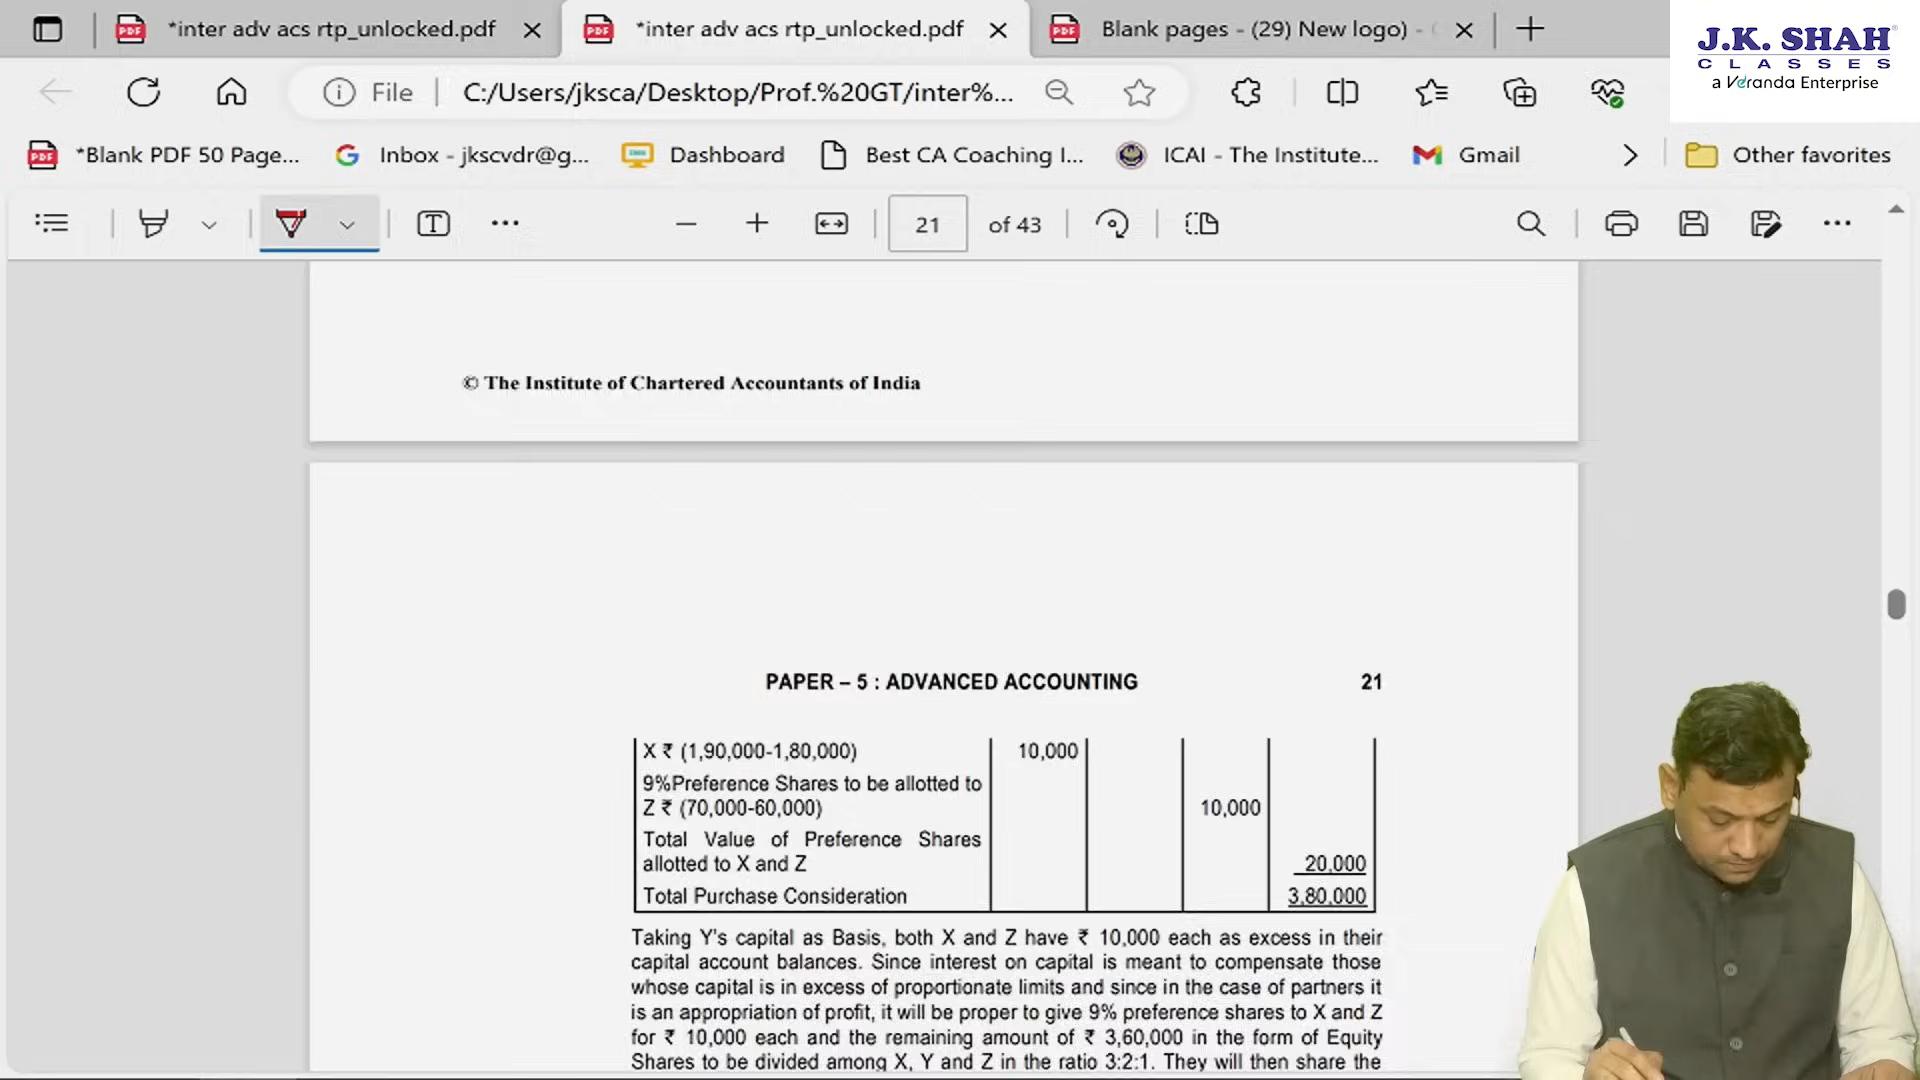 *inter adv acs rtp_unlocked.pdf
*inter adv acs rtp_unlocked.pdf
Blank pages - (29) New logo) -
J.K. SHAH
CLASSES
a Veranda Enterprise
File
C:/Users/jksca/Desktop/Prof.%20GT/inter%...
*Blank PDF 50 Page...
Inbox - jkscvdr@g...
Dashboard
Best CA Coaching I...
ICAI - The Institute...
Gmail
Other favorites
21 of 43
© The Institute of Chartered Accountants of India
PAPER – 5 : ADVANCED ACCOUNTING 21
X ₹ (1,90,000-1,80,000) 10,000
9%Preference Shares to be allotted to
Z ₹ (70,000-60,000) 10,000
Total Value of Preference Shares
allotted to X and Z 20,000
Total Purchase Consideration 3,80,000
Taking Y's capital as Basis, both X and Z have ₹ 10,000 each as excess in their
capital account balances. Since interest on capital is meant to compensate those
whose capital is in excess of proportionate limits and since in the case of partners it
is an appropriation of profit, it will be proper to give 9% preference shares to X and Z
for ₹ 10,000 each and the remaining amount of ₹ 3,60,000 in the form of Equity
Shares to be divided among X, Y and Z in the ratio 3:2:1. They will then share the